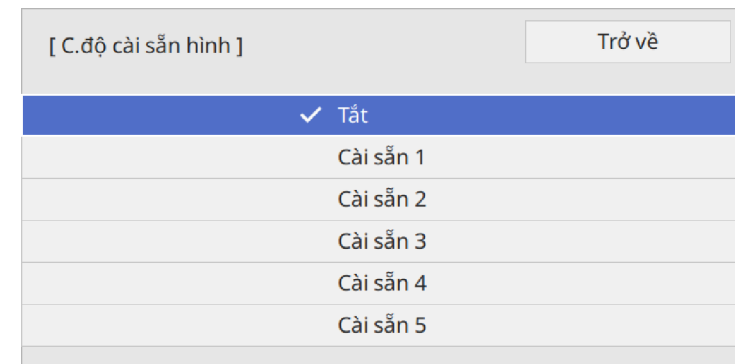 [ C.độ cài sẵn hình ]
Trở về
Tắt
Cài sẵn 1
Cài sẵn 2
Cài sẵn 3
Cài sẵn 4
Cài sẵn 5